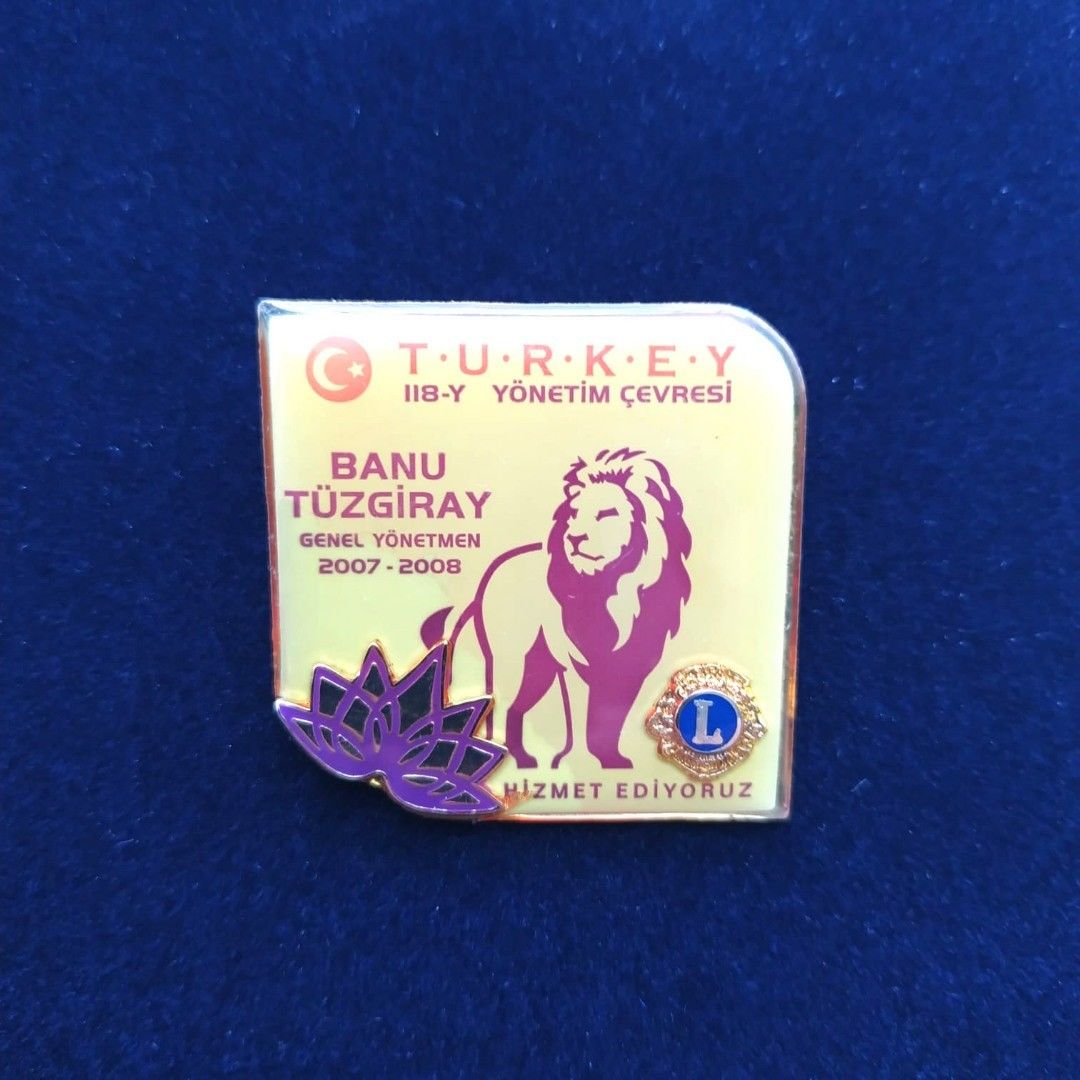 T·U·R·K·E·Y
118-Y YÖNETİM ÇEVRESİ
BANU
TÜZGİRAY
GENEL YÖNETMEN
2007 - 2008
L
HİZMET EDİYORUZ